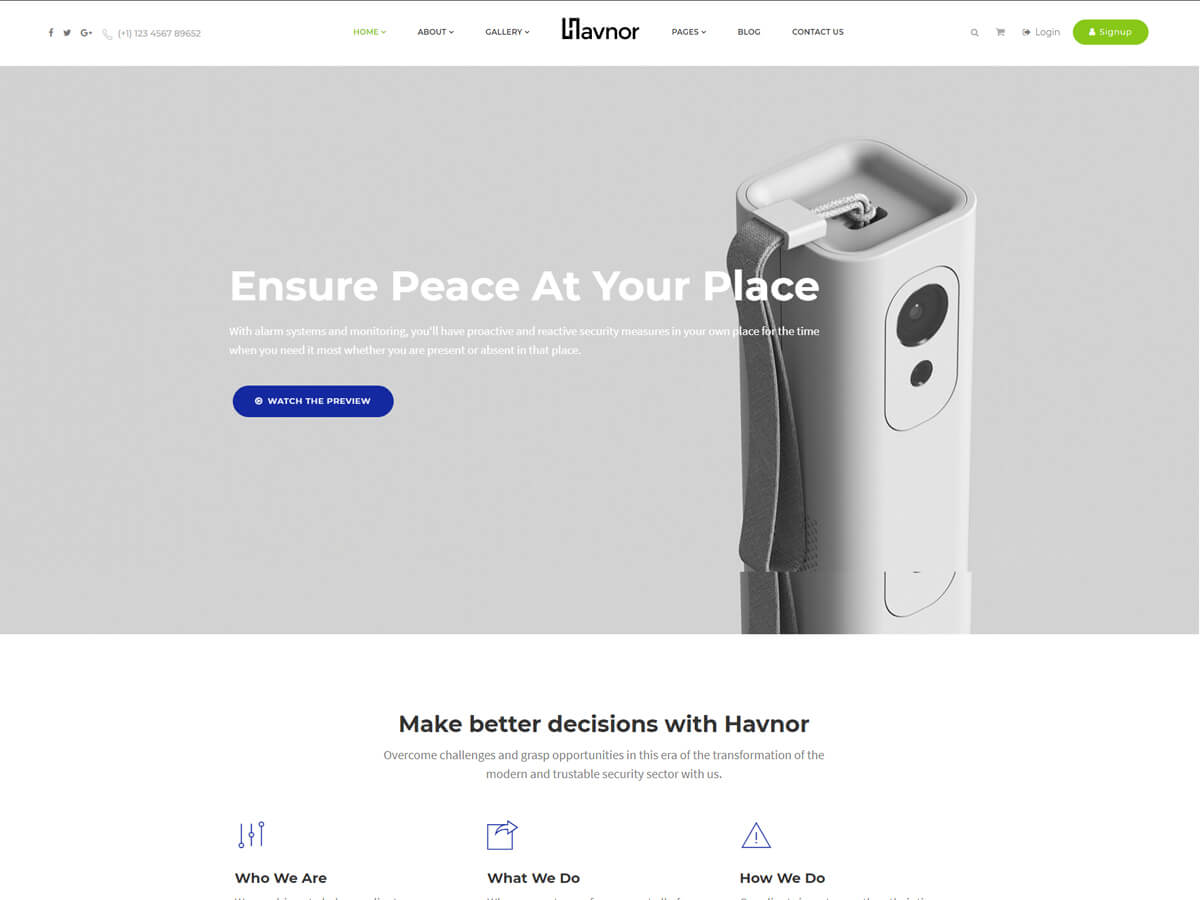 (+1) 123 4567 89652
HOME
ABOUT
GALLERY
Havnor
PAGES
BLOG
CONTACT US
Login
Signup
Ensure Peace At Your Place
With alarm systems and monitoring, you'll have proactive and reactive security measures in your own place for the time
when you need it most whether you are present or absent in that place.
WATCH THE PREVIEW
Make better decisions with Havnor
Overcome challenges and grasp opportunities in this era of the transformation of the
modern and trustable security sector with us.
Who We Are
What We Do
How We Do